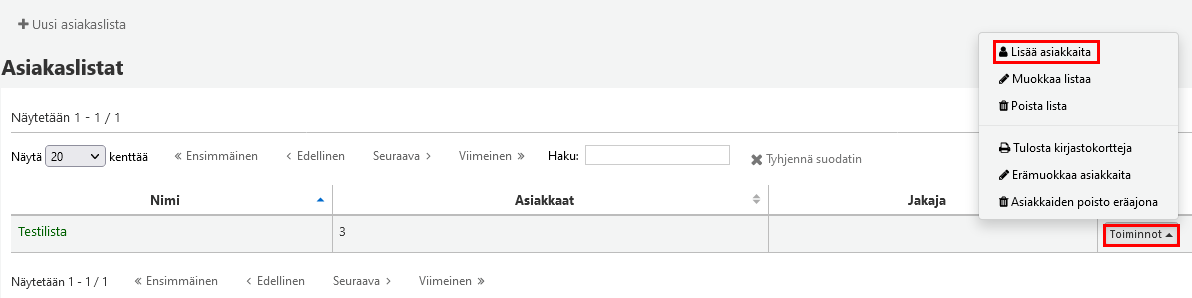 Uusi asiakaslista
Asiakaslistat
Näytetään 1 - 1 / 1
Näytä 20 kenttää « Ensimmäinen ‹ Edellinen Seuraava › Viimeinen » Haku: Tyhjennä suodatin
Nimi Asiakkaat Jakaja
Testilista 3 Toiminnot
Näytetään 1 - 1 / 1 « Ensimmäinen ‹ Edellinen Seuraava › Viimeinen »
Lisää asiakkaita
Muokkaa listaa
Poista lista
Tulosta kirjastokortteja
Erämuokkaa asiakkaita
Asiakkaiden poisto eräajona